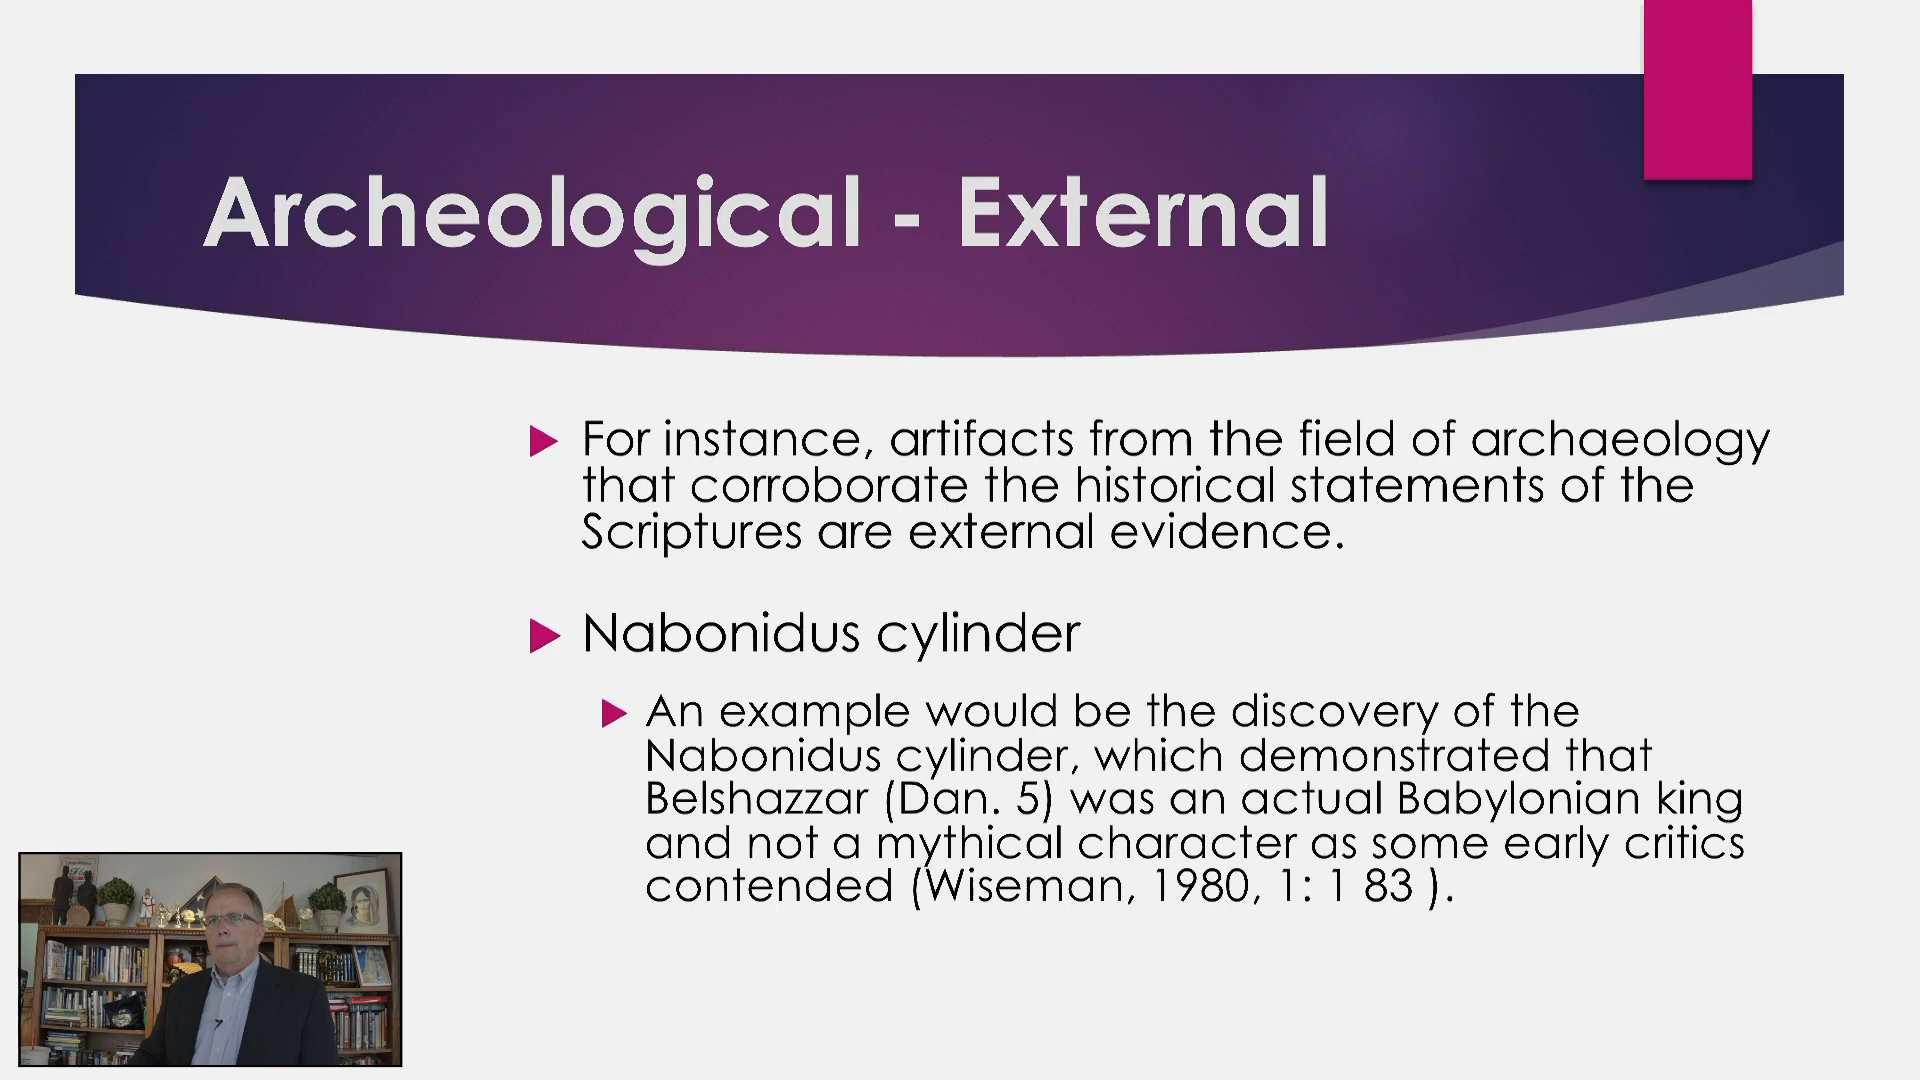 Archeological - External
For instance, artifacts from the field of archaeology
that corroborate the historical statements of the
Scriptures are external evidence.
Nabonidus cylinder
An example would be the discovery of the
Nabonidus cylinder, which demonstrated that
Belshazzar (Dan. 5) was an actual Babylonian king
and not a mythical character as some early critics
contended (Wiseman, 1980, 1: 1 83 ).